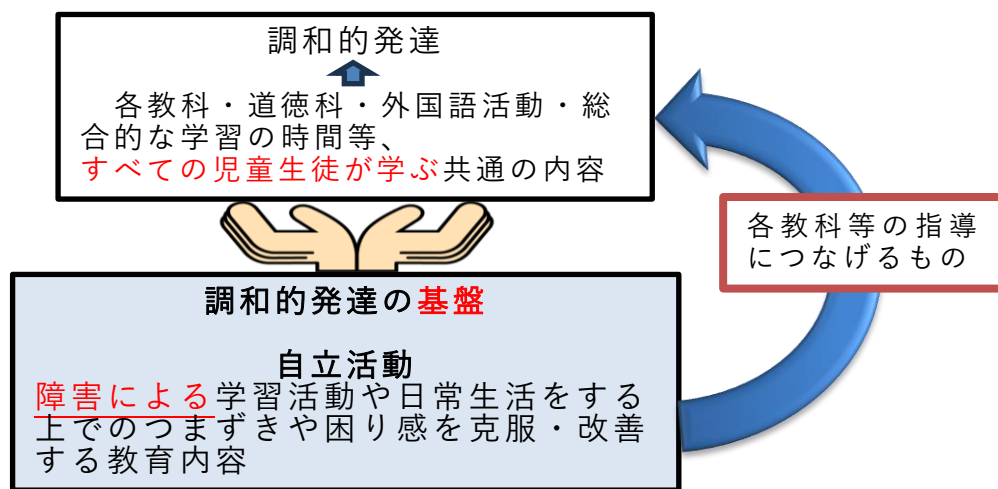 調和的発達
各教科・道徳科・外国語活動・総
合的な学習の時間等、
すべての児童生徒が学ぶ共通の内容
各教科等の指導
につなげるもの
調和的発達の基盤
自立活動
障害による学習活動や日常生活をする
上でのつまずきや困り感を克服・改善
する教育内容